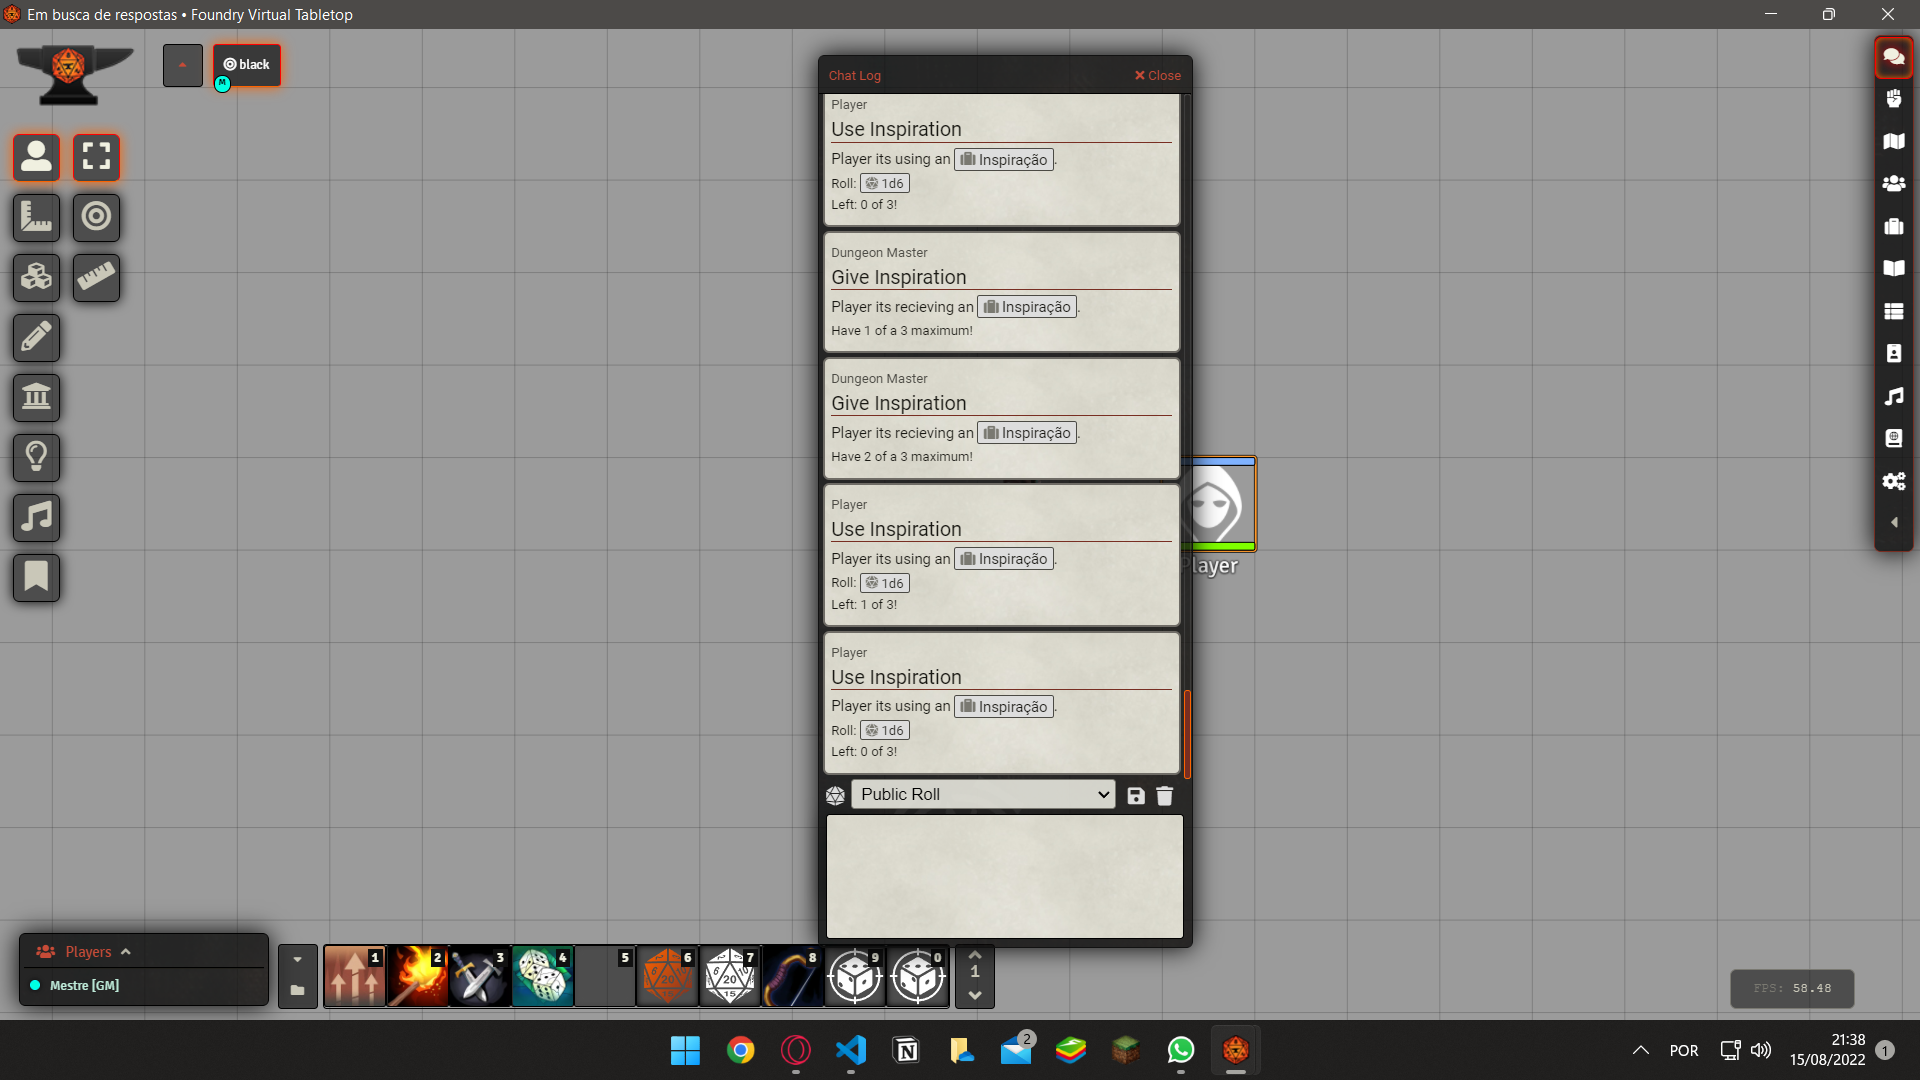 Em busca de respostas • Foundry Virtual Tabletop
black
M
Chat Log
Close
Player
Use Inspiration
Player its using an Inspiração.
Roll: 1d6
Left: 0 of 3!
Dungeon Master
Give Inspiration
Player its recieving an Inspiração.
Have 1 of a 3 maximum!
Dungeon Master
Give Inspiration
Player its recieving an Inspiração.
Have 2 of a 3 maximum!
Player
Use Inspiration
Player its using an Inspiração.
Roll: 1d6
Left: 1 of 3!
Player
Use Inspiration
Player its using an Inspiração.
Roll: 1d6
Left: 0 of 3!
Public Roll
Player
Players
Mestre [GM]
1 2 3 4 5 6 7 8 9 0
1
FPS: 58.48
2
POR
21:38
15/08/2022
1